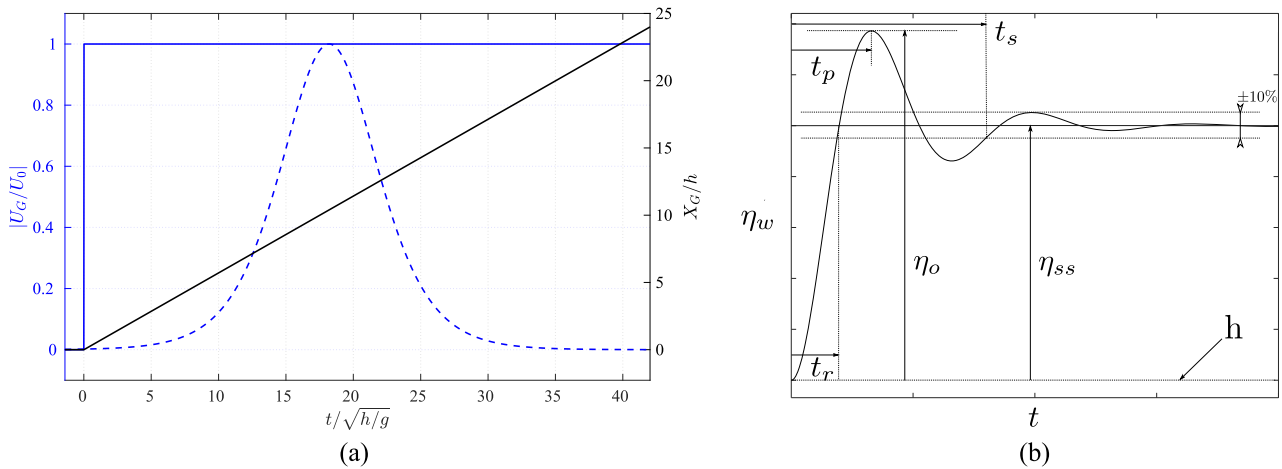 |U_G/U_0|
1
0.8
0.6
0.4
0.2
0
25
20
15
10
5
0
X_G/h
0 5 10 15 20 25 30 35 40
t/√(h/g)
(a)
t_s
t_p
±10%
η_w
η_o
η_ss
h
t_r
t
(b)